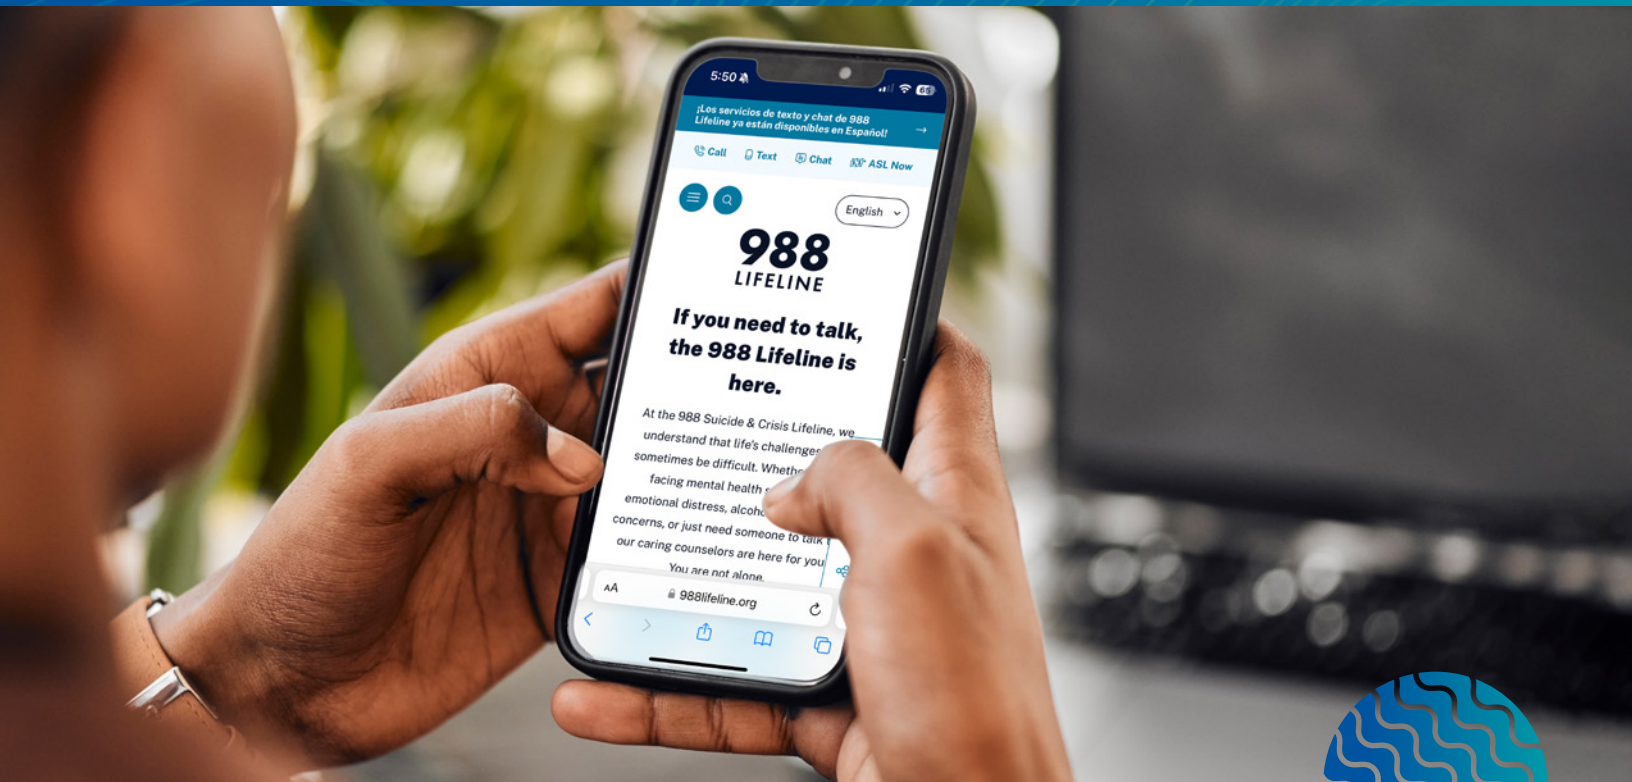 5:50
65
¡Los servicios de texto y chat de 988
Lifeline ya están disponibles en Español!
Call Text Chat ASL Now
English
988
LIFELINE
If you need to talk,
the 988 Lifeline is
here.
At the 988 Suicide & Crisis Lifeline, we
understand that life's challenges
sometimes be difficult.
facing mental health
emotional distress,
concerns, or just need someone to talk
our caring counselors are here for you
You are not alone.
AA 988lifeline.org